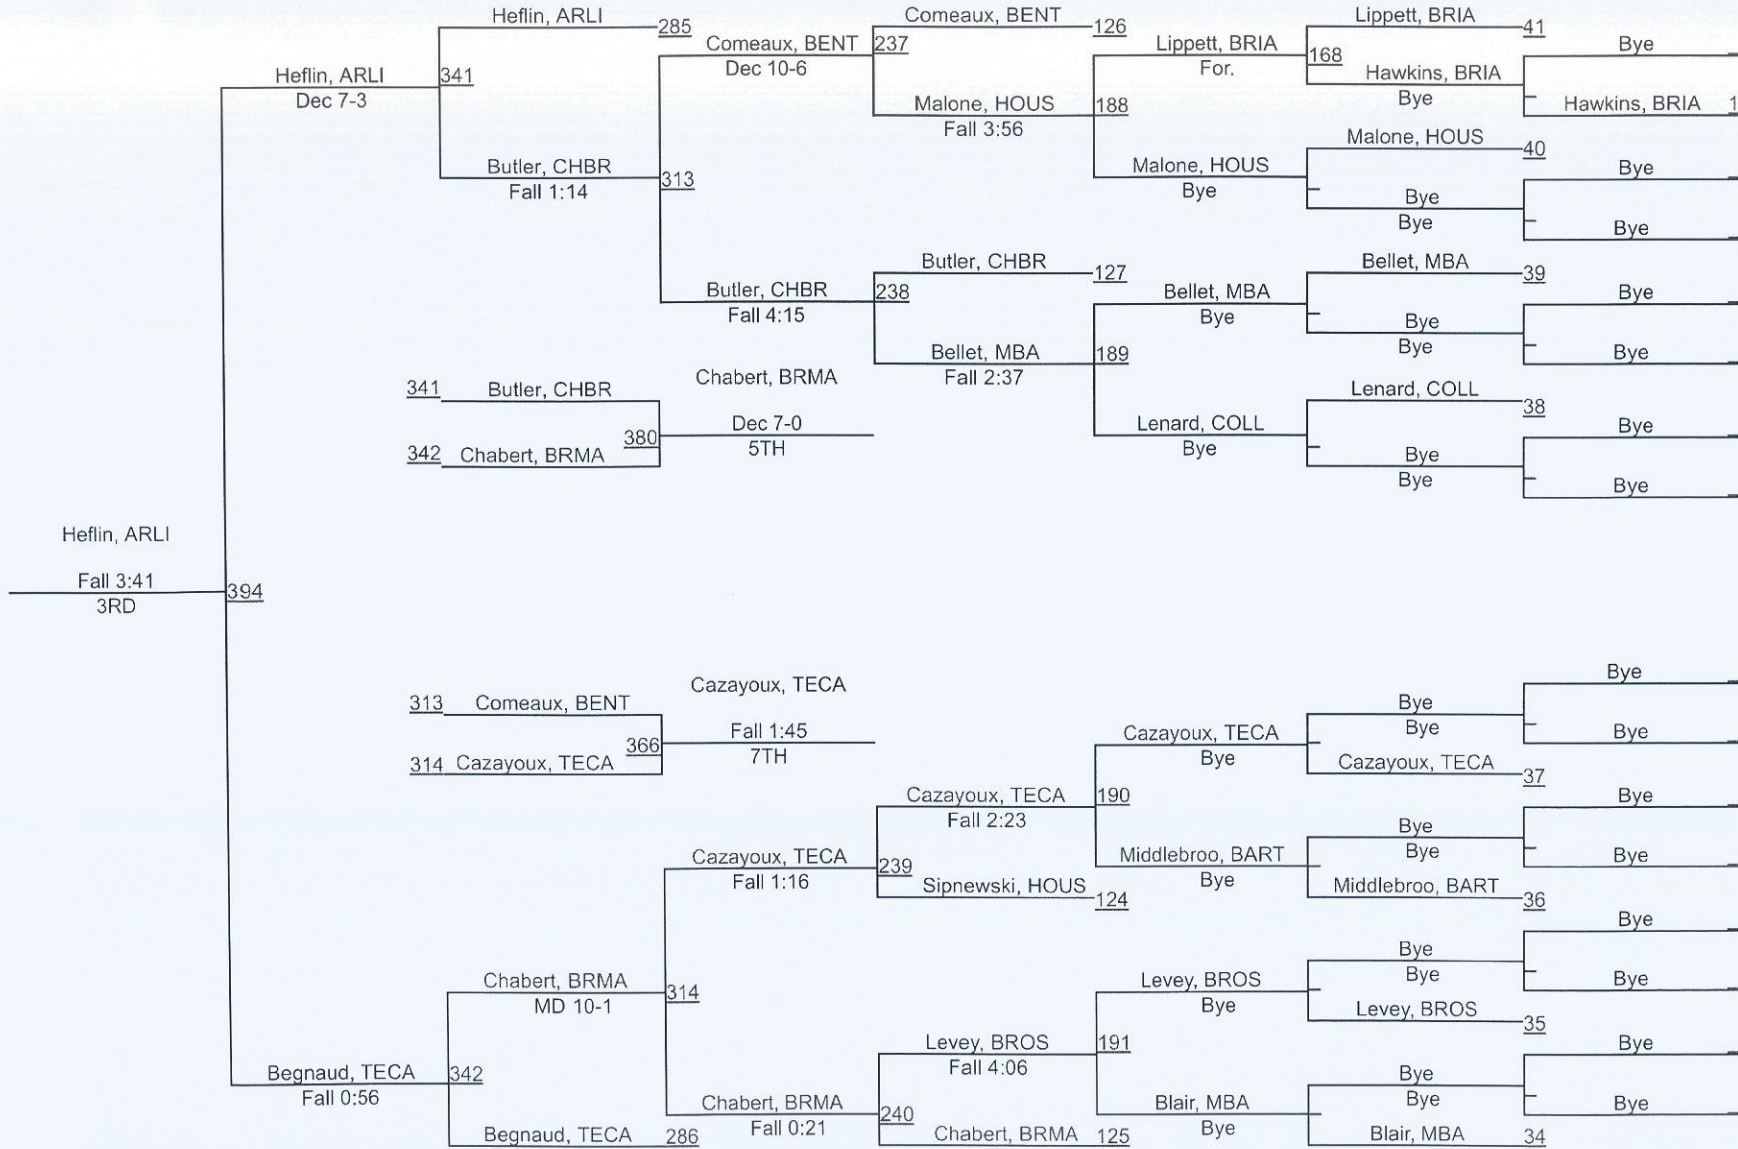 Heflin, ARLI
285
Comeaux, BENT
126
Lippett, BRIA
41
Comeaux, BENT
237
Dec 10-6
Lippett, BRIA
168
For.
Bye
Heflin, ARLI
341
Dec 7-3
Hawkins, BRIA
Bye
Malone, HOUS
188
Fall 3:56
Hawkins, BRIA
1
Malone, HOUS
40
Butler, CHBR
313
Fall 1:14
Malone, HOUS
Bye
Bye
Bye
Bye
Bye
Butler, CHBR
127
Bellet, MBA
39
Butler, CHBR
238
Fall 4:15
Bellet, MBA
Bye
Bye
Bye
Bye
Bellet, MBA
189
Fall 2:37
Bye
Chabert, BRMA
341
Butler, CHBR
Lenard, COLL
38
380
Dec 7-0
5TH
Lenard, COLL
Bye
Bye
342
Chabert, BRMA
Bye
Bye
Bye
Heflin, ARLI
Fall 3:41
3RD
394
Bye
Cazayoux, TECA
313
Comeaux, BENT
Bye
Bye
366
Fall 1:45
7TH
Cazayoux, TECA
Bye
Bye
314
Cazayoux, TECA
Cazayoux, TECA
37
Cazayoux, TECA
190
Fall 2:23
Bye
Bye
Bye
Cazayoux, TECA
239
Fall 1:16
Middlebroo, BART
Bye
Bye
Sipnewski, HOUS
124
Middlebroo, BART
36
Bye
Bye
Bye
Chabert, BRMA
314
MD 10-1
Levey, BROS
Bye
Bye
Levey, BROS
35
Levey, BROS
191
Fall 4:06
Bye
Begnaud, TECA
342
Fall 0:56
Bye
Bye
Chabert, BRMA
240
Fall 0:21
Blair, MBA
Bye
Bye
Begnaud, TECA
286
Chabert, BRMA
125
Blair, MBA
34